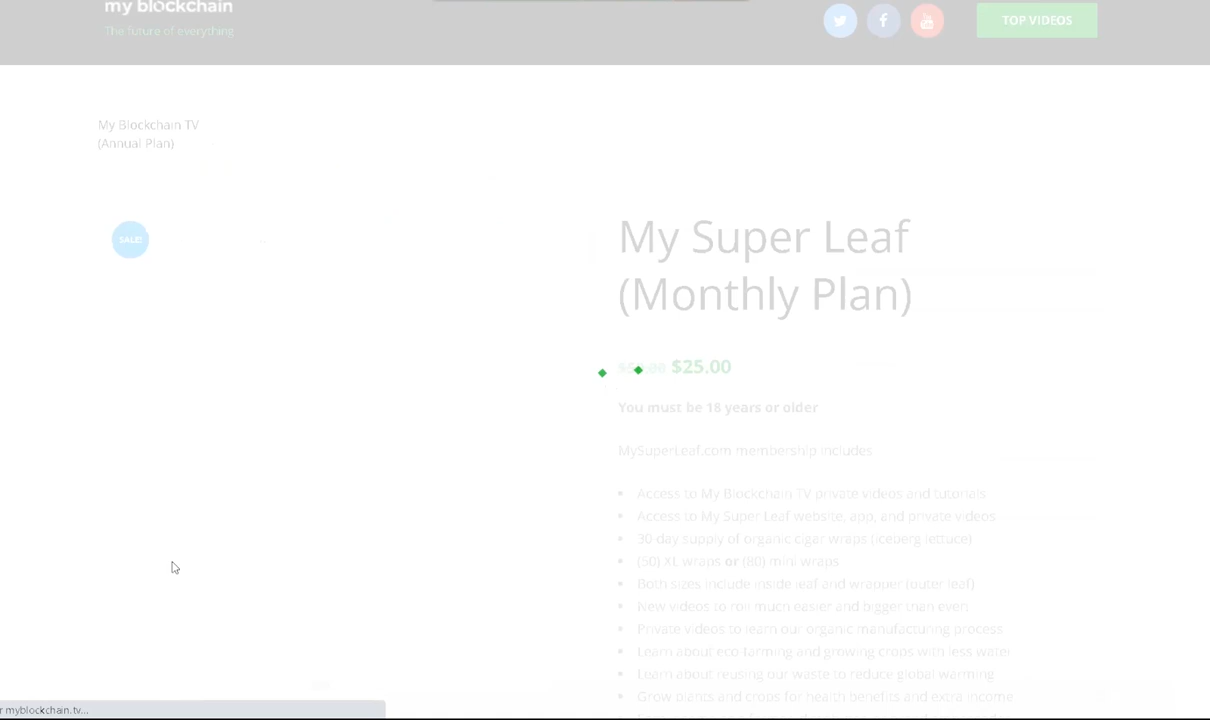 my blockchain
The future of everything
TOP VIDEOS
My Blockchain TV
(Annual Plan)
SALE!
My Super Leaf
(Monthly Plan)
$25.00
You must be 18 years or older
MySuperLeaf.com membership includes
Access to My Blockchain TV private videos and tutorials
Access to My Super Leaf website, app, and private videos
30 day supply of organic cigar wraps (iceberg lettuce)
(50) XL wraps or (80) mini wraps
Both sizes include inside leaf and wrapper (outer leaf)
New videos to roll much easier and bigger than ever
Private videos to learn our organic manufacturing process
Learn about eco farming and growing crops with less water
Learn about reusing our waste to reduce global warming
Grow plants and crops for health benefits and extra income
r myblockchain.tv...